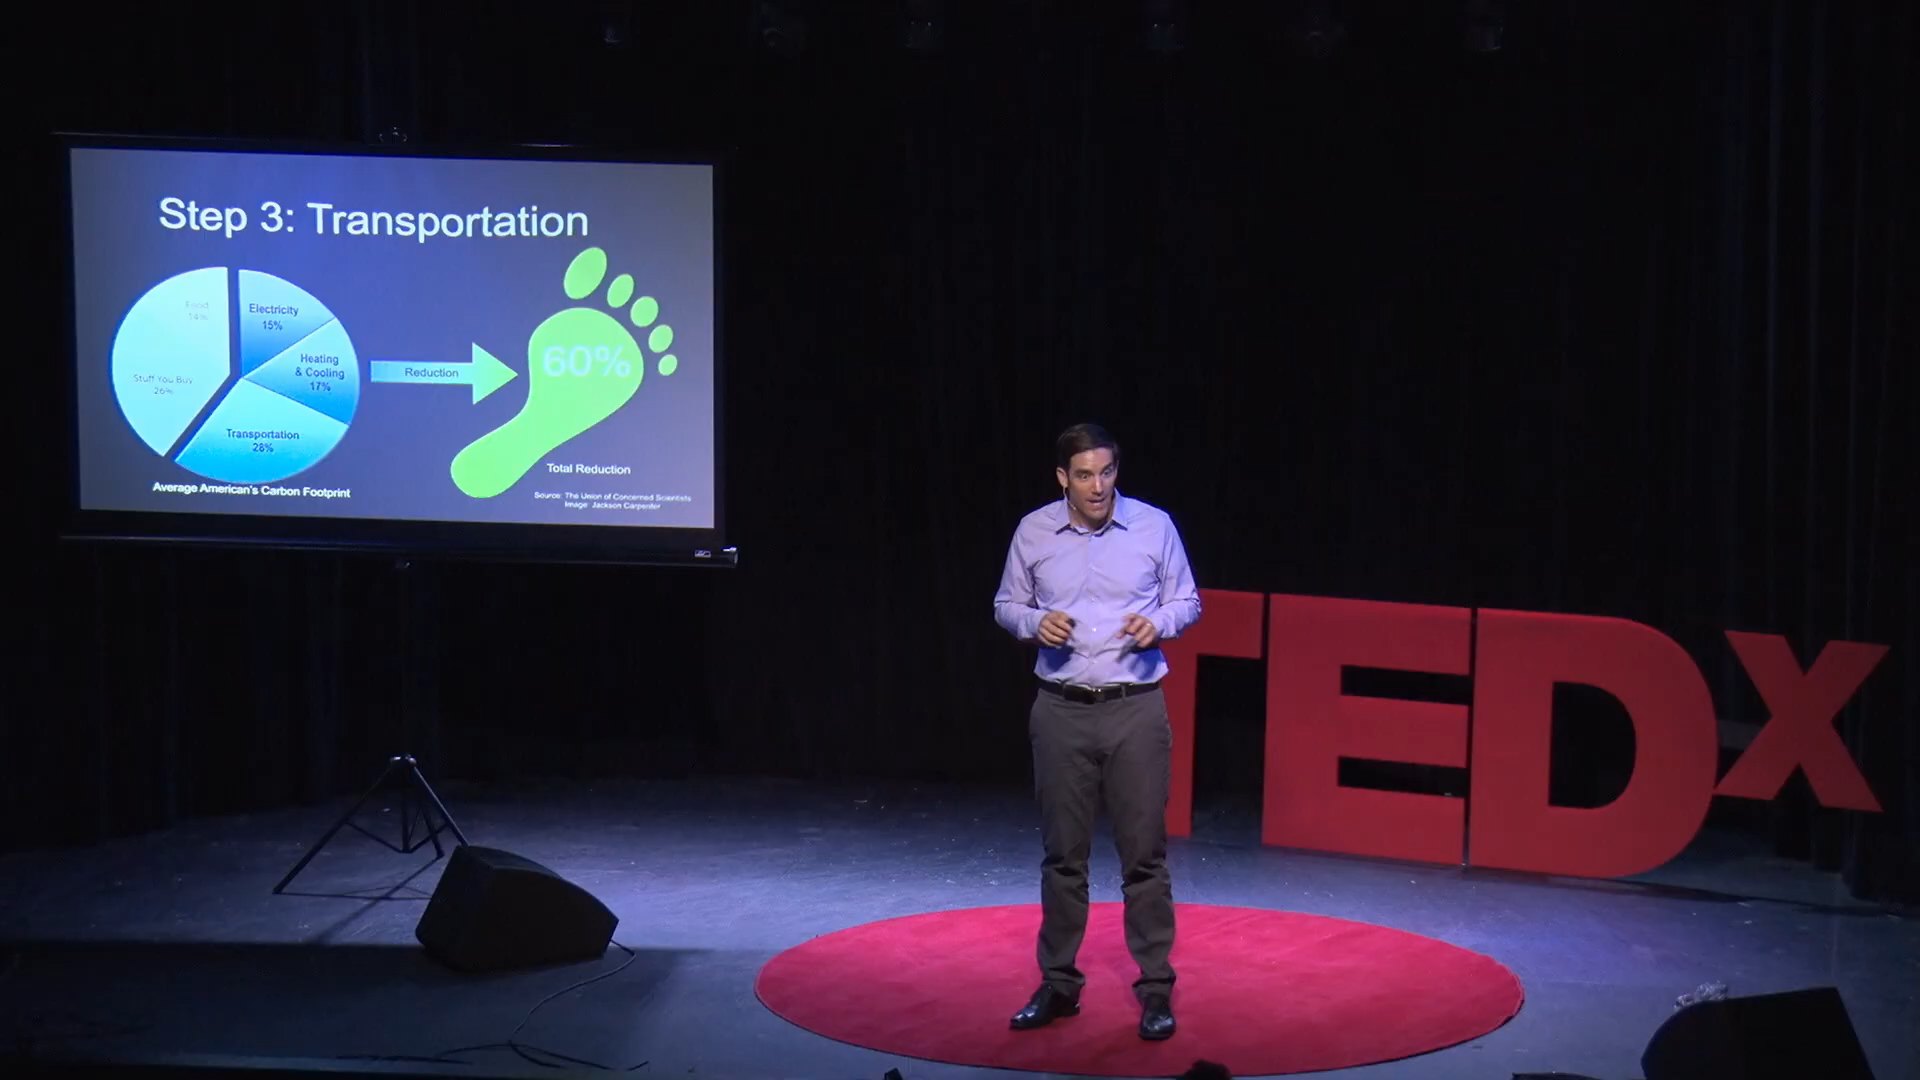 Step 3: Transportation
Food
14%
Electricity
15%
Heating
& Cooling
17%
Stuff You Buy
26%
Transportation
28%
Average American's Carbon Footprint
Reduction
60%
Total Reduction
Source: The Union of Concerned Scientists
Image: Jackson Carpenter
TEDx